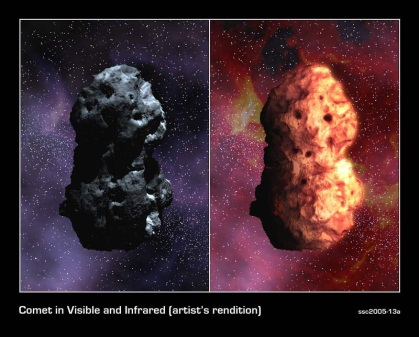 Comet in Visible and Infrared (artist's rendition)
ssc2005-13a